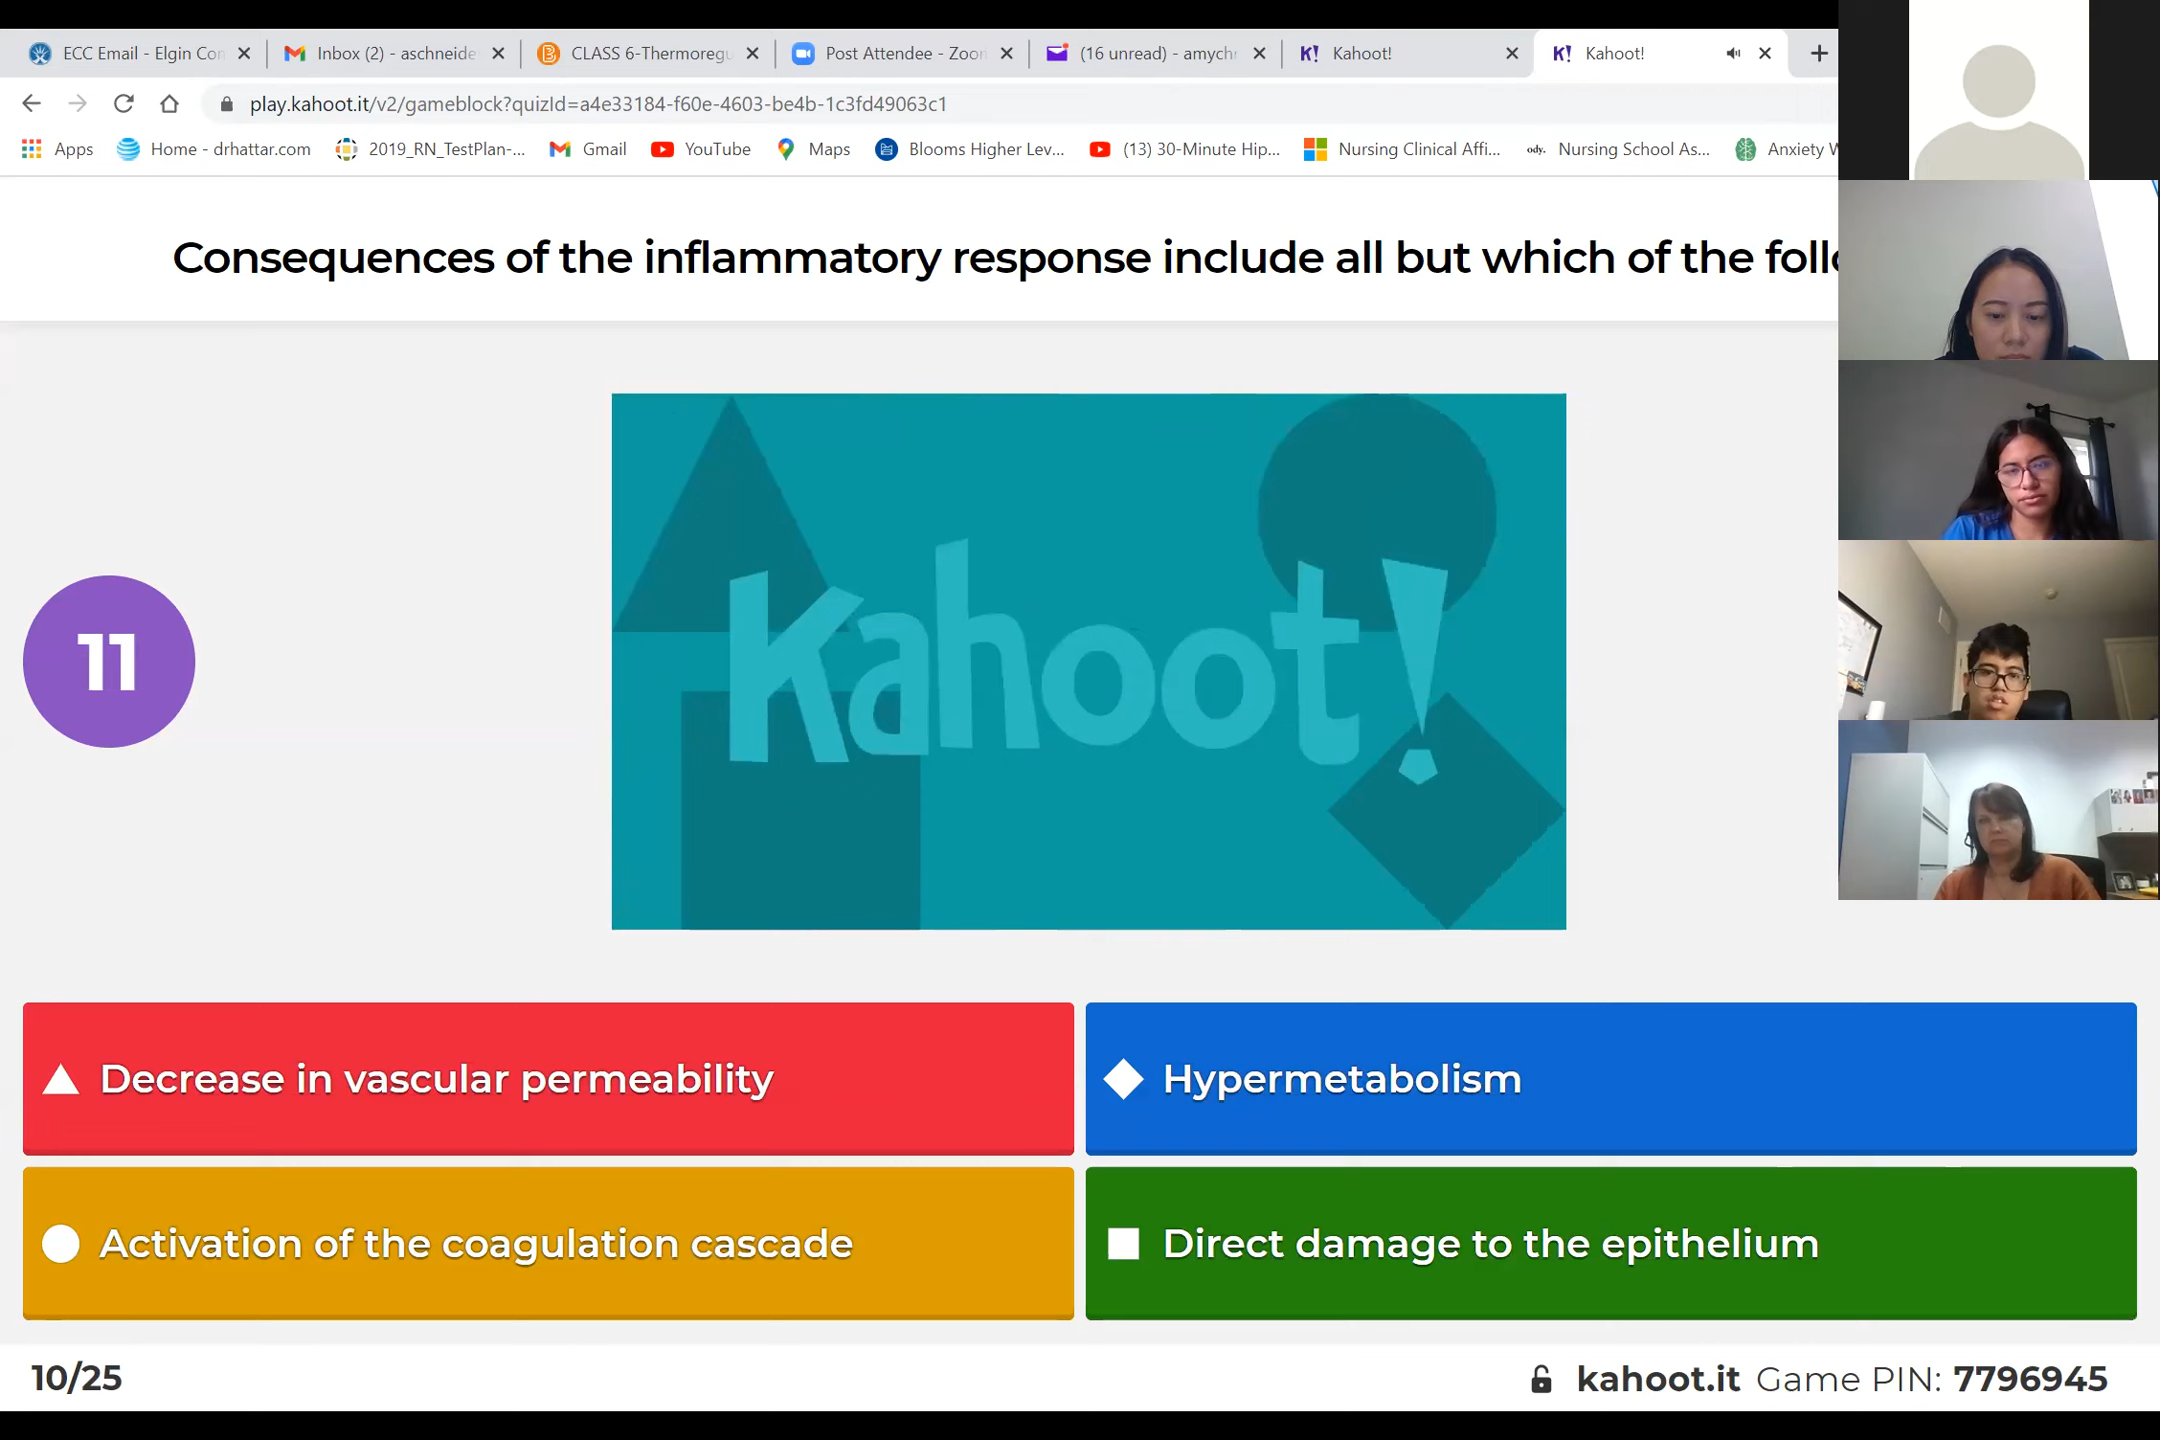 ECC Email - Elgin Con
Inbox (2) - aschneide
CLASS 6-Thermoregu
Post Attendee - Zoom
(16 unread) - amychr
Kahoot!
Kahoot!
play.kahoot.it/v2/gameblock?quizId=a4e33184-f60e-4603-be4b-1c3fd49063c1
Apps
Home - drhattar.com
2019_RN_TestPlan-...
Gmail
YouTube
Maps
Blooms Higher Lev...
(13) 30-Minute Hip...
Nursing Clinical Affi...
ody.
Nursing School As...
Anxiety W
Consequences of the inflammatory response include all but which of the follo
11
Kahoot!
Decrease in vascular permeability
Hypermetabolism
Activation of the coagulation cascade
Direct damage to the epithelium
10/25
kahoot.it Game PIN: 7796945